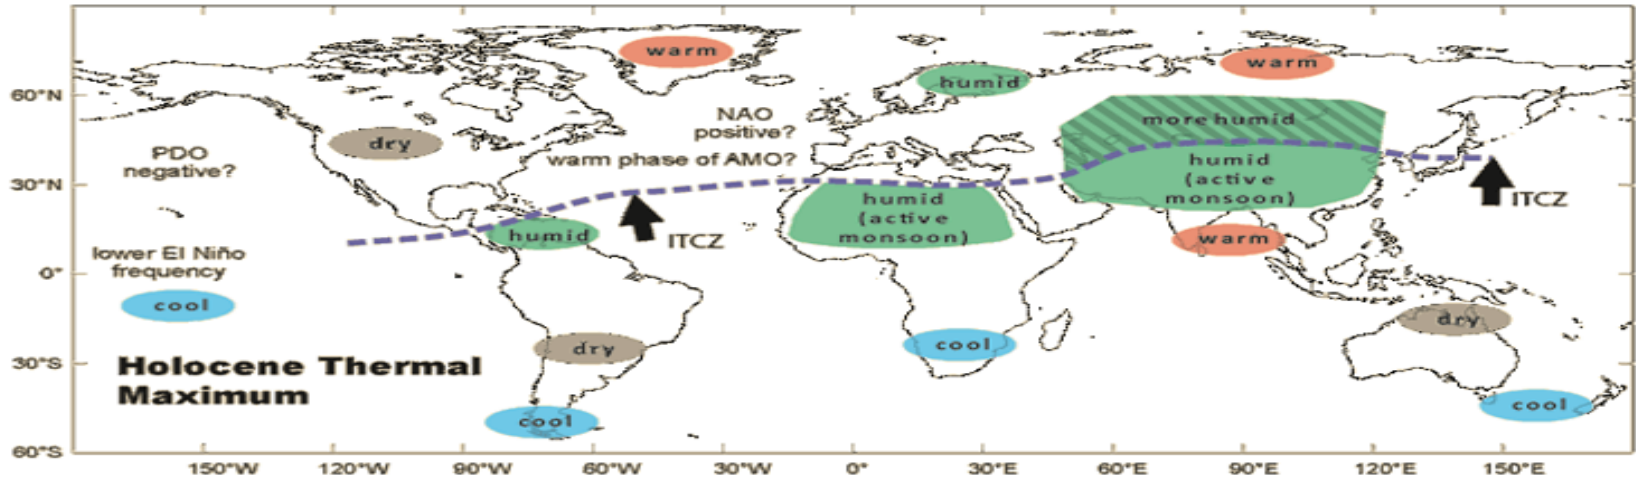 warm
warm
humid
60°N
NAO
positive?
more humid
dry
PDO
negative?
warm phase of AMO?
humid
(active
monsoon)
30°N
humid
(active
monsoon)
ITCZ
humid
ITCZ
warm
lower El Niño
frequency
0°
cool
dry
cool
dry
30°S
Holocene Thermal
Maximum
cool
cool
60°S
150°W
120°W
90°W
60°W
30°W
0°
30°E
60°E
90°E
120°E
150°E